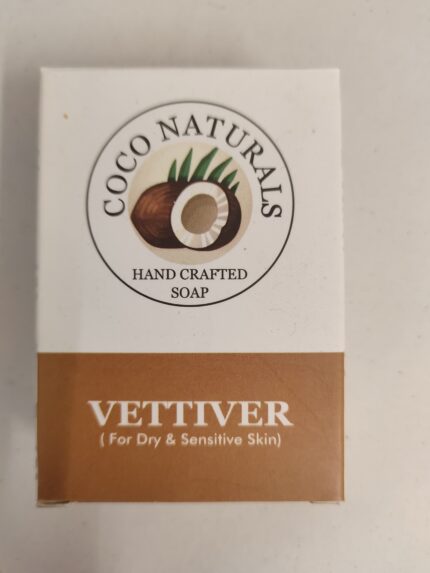 COCO NATURALS
HAND CRAFTED
SOAP
VETTIVER
( For Dry & Sensitive Skin)